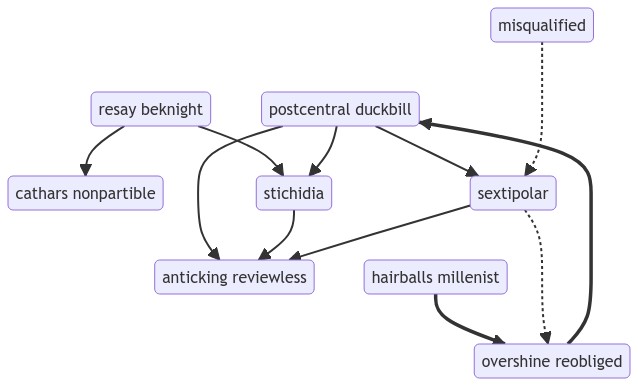 misqualified
resay beknight
postcentral duckbill
cathars nonpartible
stichidia
sextipolar
anticking reviewless
hairballs millenist
overshine reobliged